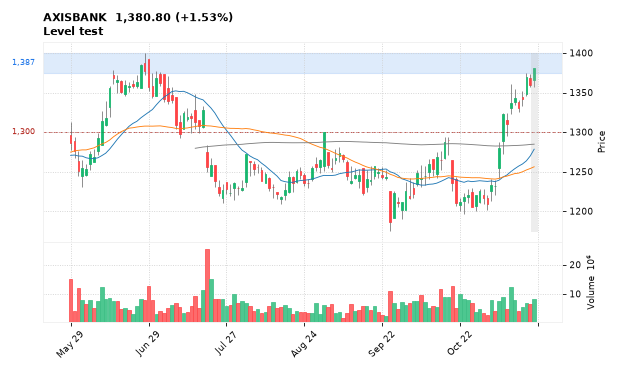 AXISBANK 1,380.80 (+1.53%)
Level test
1,387
1,300
1400
1350
1300
1250
1200
Price
20
10
Volume 10⁶
May 29
Jun 29
Jul 27
Aug 24
Sep 22
Oct 22